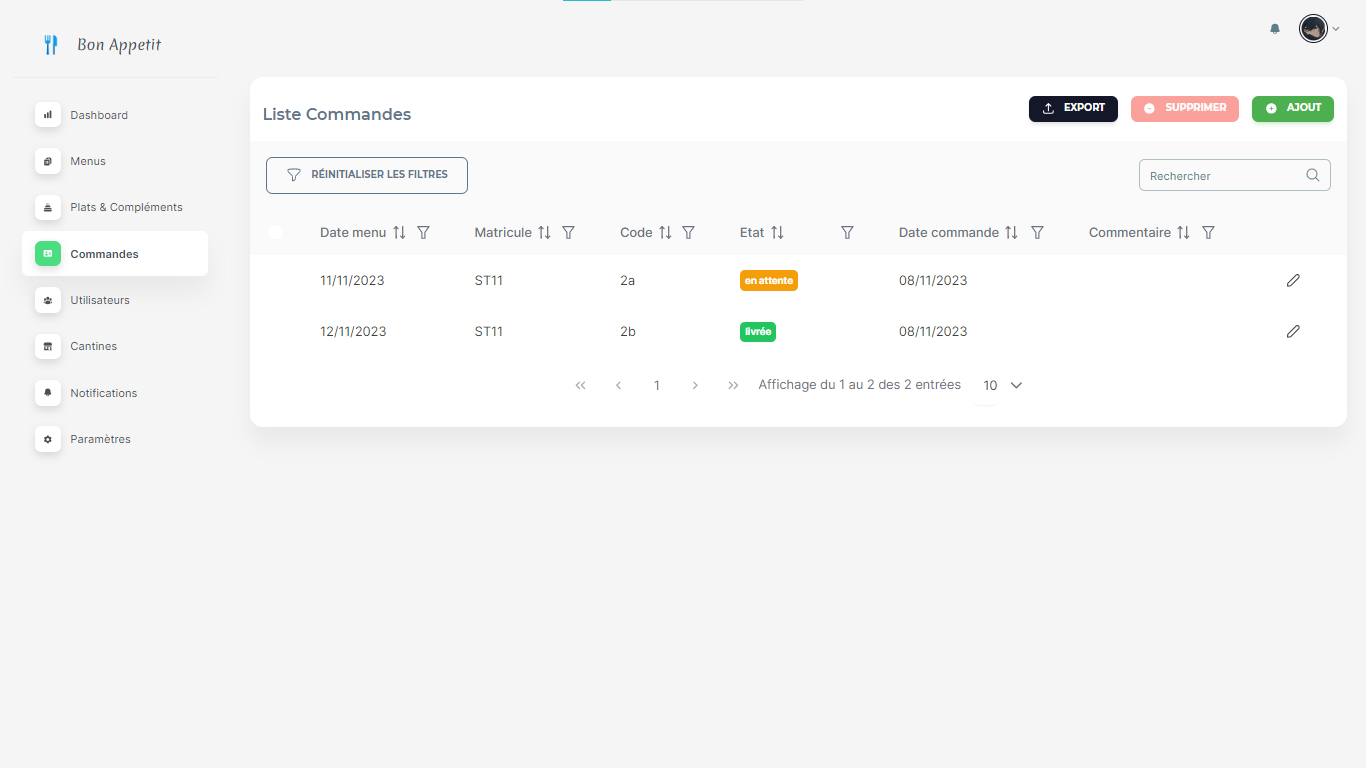 Bon Appetit
Dashboard
Menus
Plats & Compléments
Commandes
Utilisateurs
Cantines
Notifications
Paramètres
Liste Commandes
EXPORT
SUPPRIMER
AJOUT
RÉINITIALISER LES FILTRES
Rechercher
Date menu Matricule Code Etat Date commande Commentaire
11/11/2023 ST11 2a en attente 08/11/2023
12/11/2023 ST11 2b livrée 08/11/2023
1 Affichage du 1 au 2 des 2 entrées 10